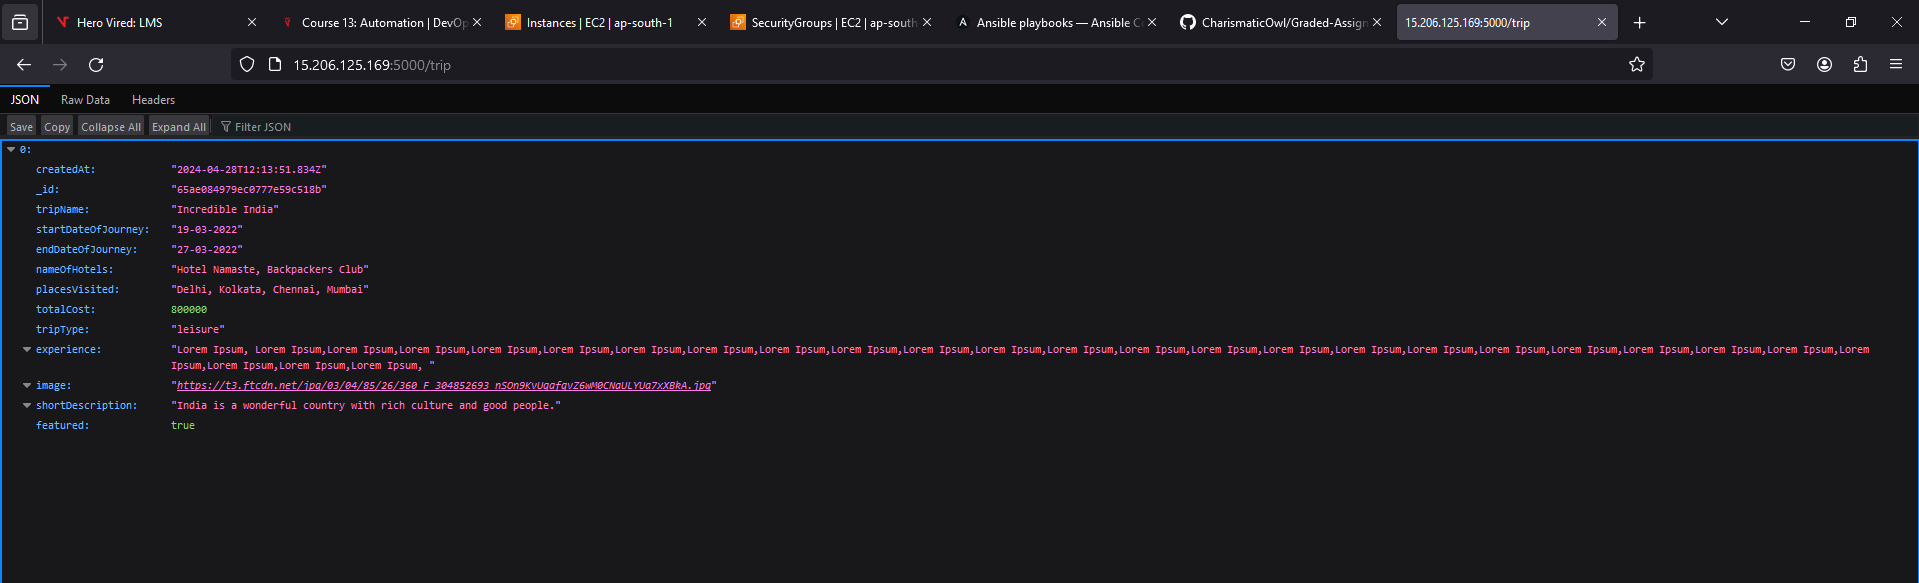 Hero Vired: LMS
Course 13: Automation | DevOp
Instances | EC2 | ap-south-1
SecurityGroups | EC2 | ap-south
Ansible playbooks — Ansible Co
CharismaticOwl/Graded-Assign
15.206.125.169:5000/trip
15.206.125.169:5000/trip
JSON Raw Data Headers
Save Copy Collapse All Expand All Filter JSON
0:
createdAt: "2024-04-28T12:13:51.834Z"
_id: "65ae084979ec0777e59c518b"
tripName: "Incredible India"
startDateOfJourney: "19-03-2022"
endDateOfJourney: "27-03-2022"
nameOfHotels: "Hotel Namaste, Backpackers Club"
placesVisited: "Delhi, Kolkata, Chennai, Mumbai"
totalCost: 800000
tripType: "leisure"
experience: "Lorem Ipsum, Lorem Ipsum,Lorem Ipsum,Lorem Ipsum,Lorem Ipsum,Lorem Ipsum,Lorem Ipsum,Lorem Ipsum,Lorem Ipsum,Lorem Ipsum,Lorem Ipsum,Lorem Ipsum,Lorem Ipsum,Lorem Ipsum,Lorem Ipsum,Lorem Ipsum,Lorem Ipsum,Lorem Ipsum,Lorem Ipsum,Lorem Ipsum,Lorem Ipsum,Lorem Ipsum,Lorem Ipsum,Lorem
Ipsum,Lorem Ipsum,Lorem Ipsum,Lorem Ipsum, "
image: "https://t3.ftcdn.net/jpg/03/04/85/26/360_F_304852693_nSOn9KvUgafgvZ6wM0CNaULYUa7xXBkA.jpg"
shortDescription: "India is a wonderful country with rich culture and good people."
featured: true